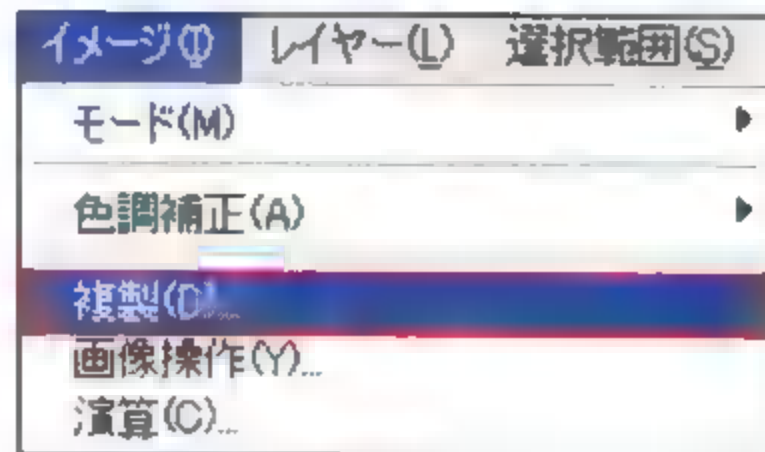 イメージ(I) レイヤー(L) 選択範囲(S)
モード(M)
色調補正(A)
複製(D)...
画像操作(Y)...
演算(C)...